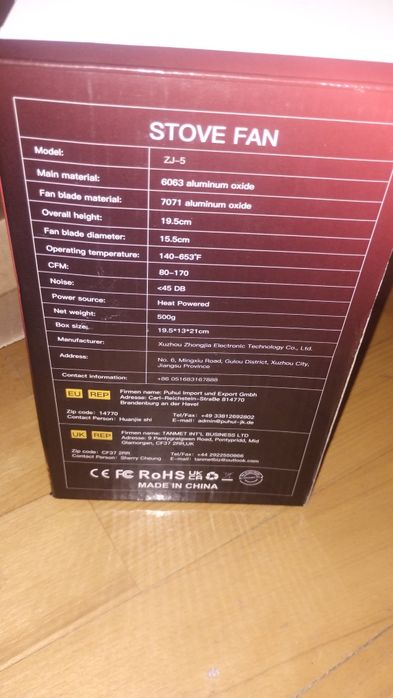 STOVE FAN
Model: ZJ-5
Main material: 6063 aluminum oxide
Fan blade material: 7071 aluminum oxide
Overall height: 19.5cm
Fan blade diameter: 15.5cm
Operating temperature: 140-653°F
CFM: 80-170
Noise: <45 DB
Power source: Heat Powered
Net weight: 500g
Box size: 19.5*13*21cm
Manufacturer: Xuzhou Zhongjia Electronic Technology Co., Ltd.
Address: No. 6, Mingxiu Road, Gulou District, Xuzhou City,
Jiangsu Province
Contact information: +86 051683167888
EU REP Firmen name: Puhui Import und Export Gmbh
Adresse: Carl-Reichstein-Straße 814770
Brandenburg an der Havel
Zip code: 14770 Tel/Fax: +49 33812692802
Contact Person: Huanjie shi E-mail: admin@puhui-jk.de
UK REP Firmen name: TANMET INT'L BUSINESS LTD
Adresse: 9 Pantygraigwen Road, Pontypridd, Mid
Glamorgan, CF37 2RR,UK
Zip code: CF37 2RR Tel/Fax: +44 2922500866
Contact Person: Sherry Cheung E-mail: tanmetbiz@outlook.com
CE FC RoHS UK CA
MADE IN CHINA